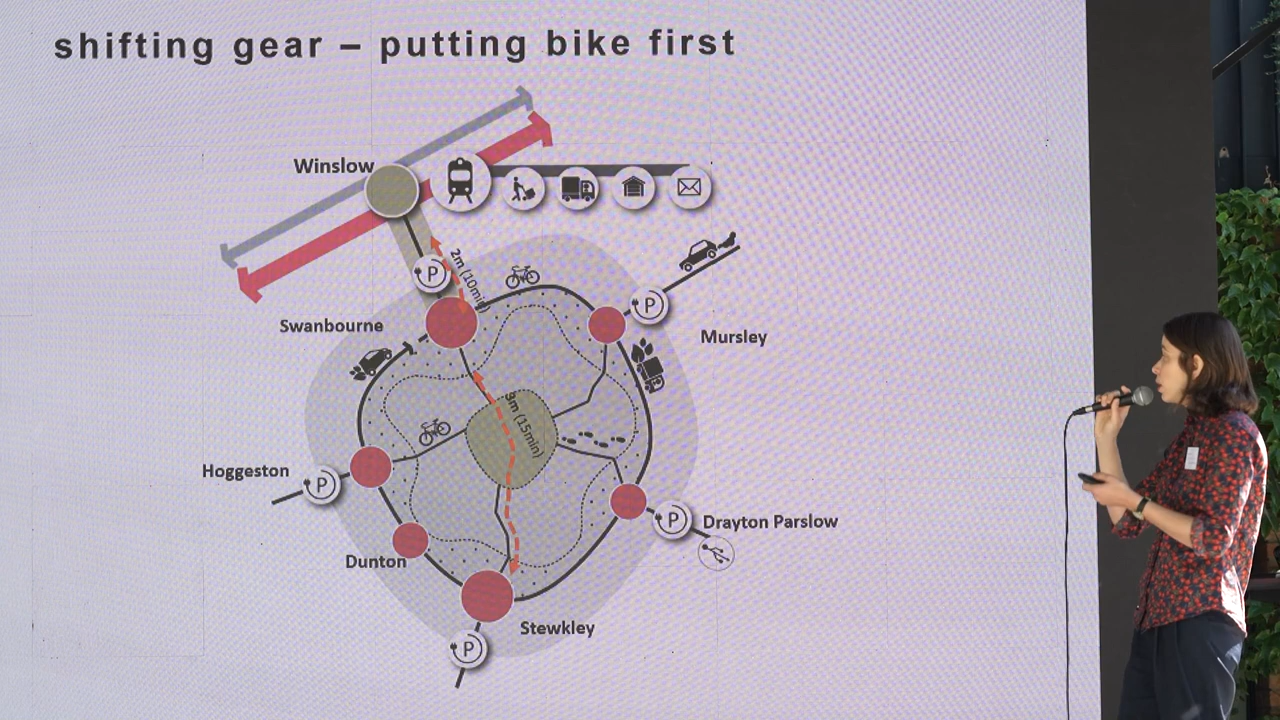 shifting gear – putting bike first
Winslow
P
2m (10min)
P
Swanbourne
Mursley
3m (15min)
Hoggeston
P
P
Drayton Parslow
Dunton
Stewkley
P